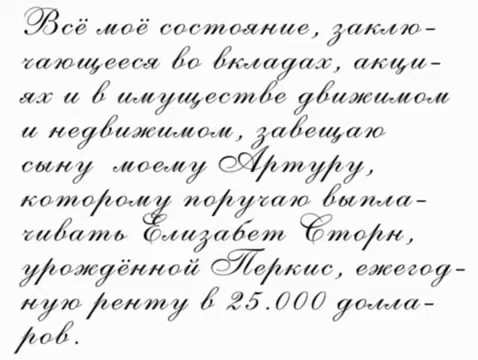 Всё моё состояние, заклю-
чающееся во вкладах, акци-
ях и в имуществе движимом
и недвижимом, завещаю
сыну моему Артуру,
которому поручаю выпла-
чивать Елизабет Сторн,
урождённой Перкис, ежегод-
ную ренту в 25.000 долла-
ров.